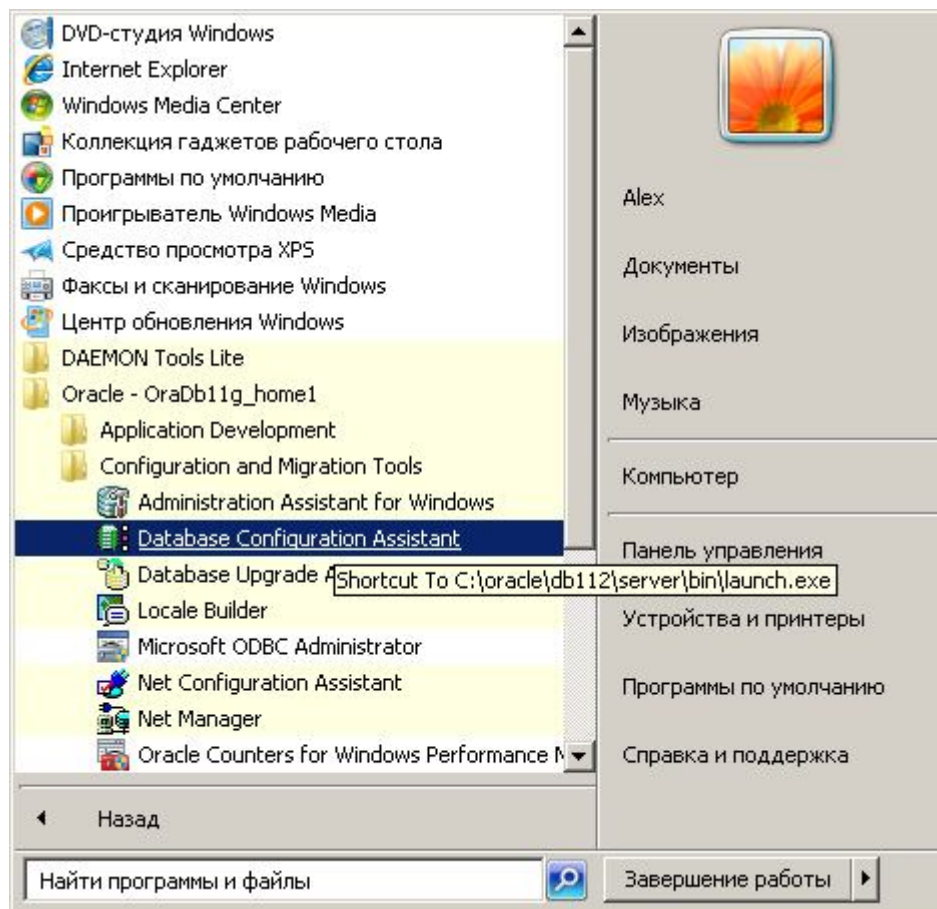 DVD-студия Windows
Internet Explorer
Windows Media Center
Коллекция гаджетов рабочего стола
Программы по умолчанию
Проигрыватель Windows Media
Средство просмотра XPS
Факсы и сканирование Windows
Центр обновления Windows
DAEMON Tools Lite
Oracle - OraDb11g_home1
Application Development
Configuration and Migration Tools
Administration Assistant for Windows
Database Configuration Assistant
Database Upgrade A
Shortcut To C:\oracle\db112\server\bin\launch.exe
Locale Builder
Microsoft ODBC Administrator
Net Configuration Assistant
Net Manager
Oracle Counters for Windows Performance M
Назад
Найти программы и файлы
Alex
Документы
Изображения
Музыка
Компьютер
Панель управления
Устройства и принтеры
Программы по умолчанию
Справка и поддержка
Завершение работы